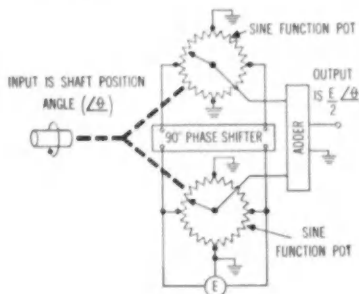 SINE FUNCTION POT
INPUT IS SHAFT POSITION
ANGLE (∠θ)
OUTPUT
IS E/2 ∠θ
90° PHASE SHIFTER
ADDER
SINE
FUNCTION POT
E